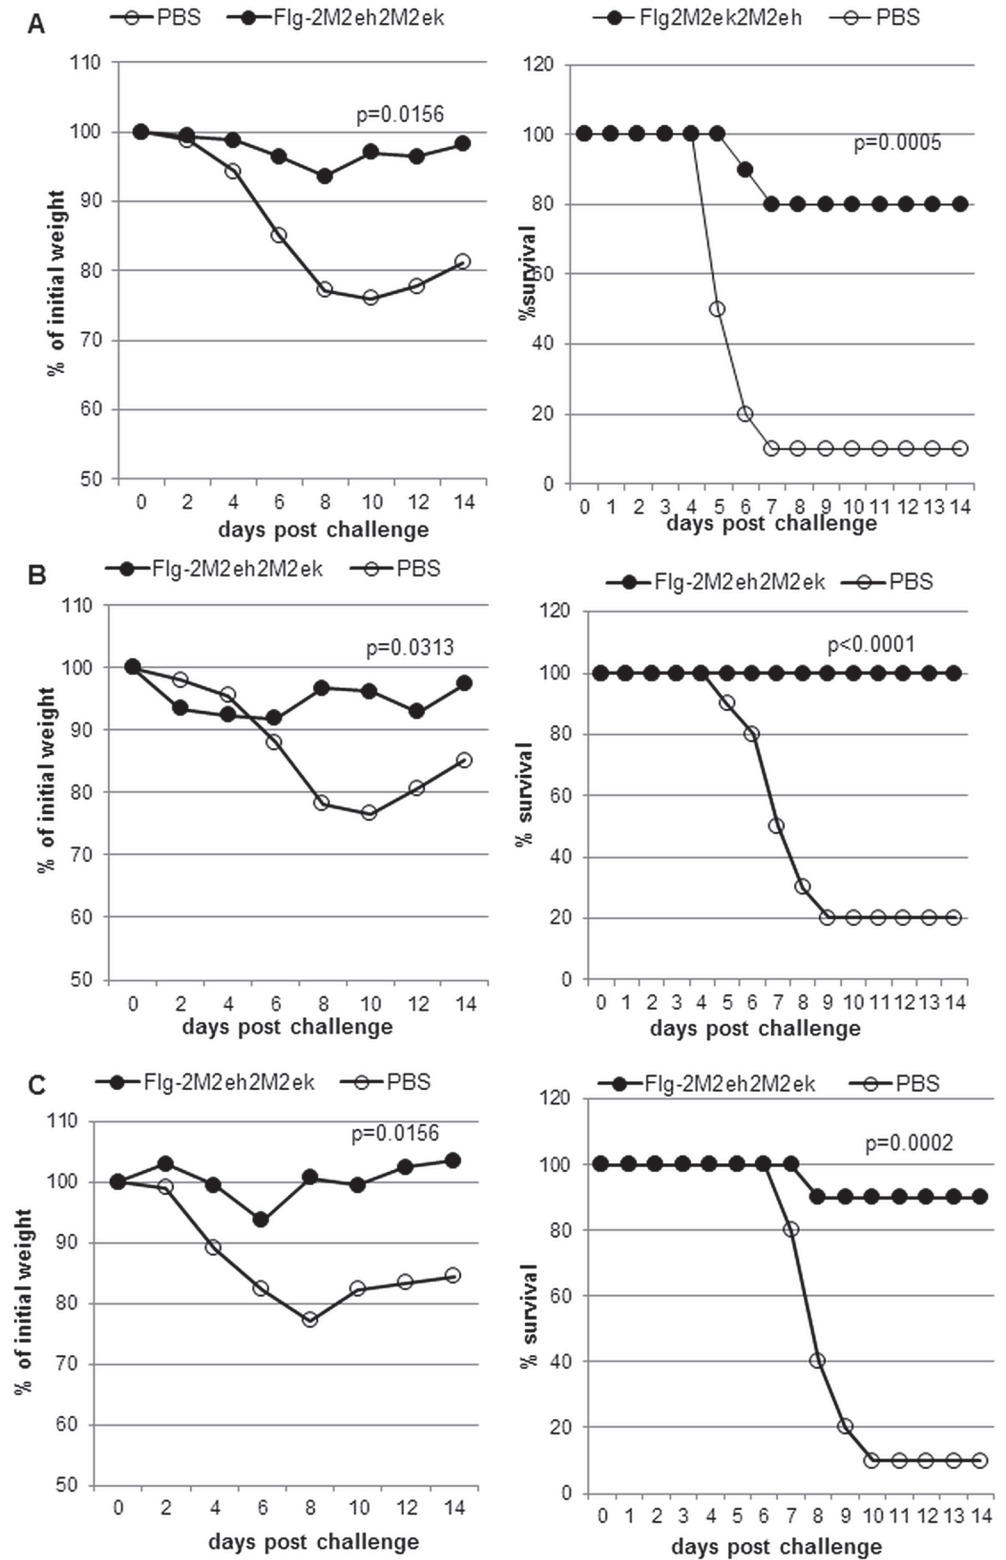 A
PBS Flg-2M2eh2M2ek
110
100
90
80
70
60
50
% of initial weight
p=0.0156
0 2 4 6 8 10 12 14
days post challenge
Flg2M2ek2M2eh PBS
120
100
80
60
40
20
0
%survival
p=0.0005
0 1 2 3 4 5 6 7 8 9 10 11 12 13 14
days post challenge
B
Flg-2M2eh2M2ek PBS
110
100
90
80
70
60
50
% of initial weight
p=0.0313
0 2 4 6 8 10 12 14
days post challenge
Flg-2M2eh2M2ek PBS
120
100
80
60
40
20
0
% survival
p<0.0001
0 1 2 3 4 5 6 7 8 9 10 11 12 13 14
days post challenge
C
Flg-2M2eh2M2ek PBS
110
100
90
80
70
60
50
% of initial weight
p=0.0156
0 2 4 6 8 10 12 14
days post challenge
Flg-2M2eh2M2ek PBS
120
100
80
60
40
20
0
% survival
p=0.0002
0 1 2 3 4 5 6 7 8 9 10 11 12 13 14
days post challenge